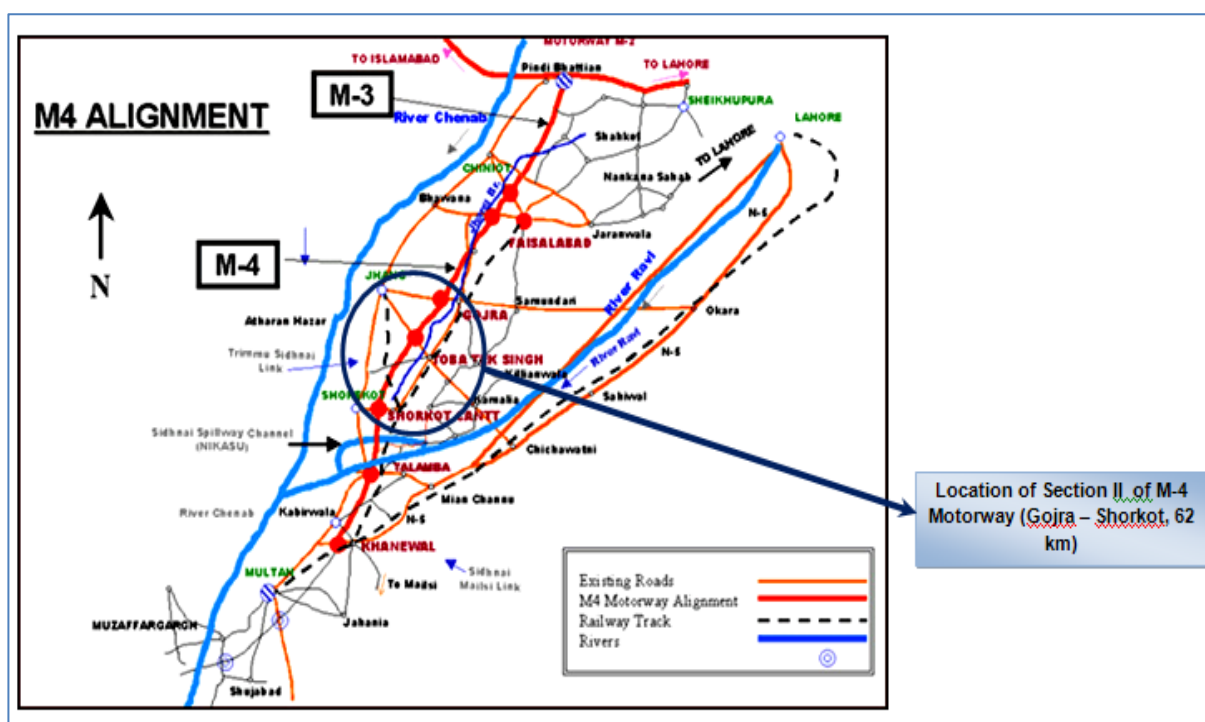 MOTORWAY M-2
TO ISLAMABAD
Pindi Bhattian
TO LAHORE
M-3
SHEIKHUPURA
M4 ALIGNMENT
River Chenab
LAHORE
Shahkot
TO LAHORE
CHINIOT
Nankana Sahab
Jhang Br.
Bhawana
N-5
Jaranwala
FAISALABAD
M-4
N
JHANG
River Ravi
Samundari
GOJRA
Okara
Atharan Hazar
River Ravi
N-5
Trimmu Sidhnai
Link
TOBA TEK SINGH
Sahiwal
SHORKOT
Kamalia
SHORKOT CANTT
Sidhnai Spillway Channel
(NIKASU)
Chichawatni
TALAMBA
Mian Channu
River Chenab
Kabirwala
N-5
KHANEWAL
MULTAN
To Mailsi
Sidhnai
Mailsi Link
Jahania
MUZAFFARGARGH
Shujabad
Existing Roads
M4 Motorway Alignment
Railway Track
Rivers
Location of Section II of M-4
Motorway (Gojra – Shorkot, 62
km)